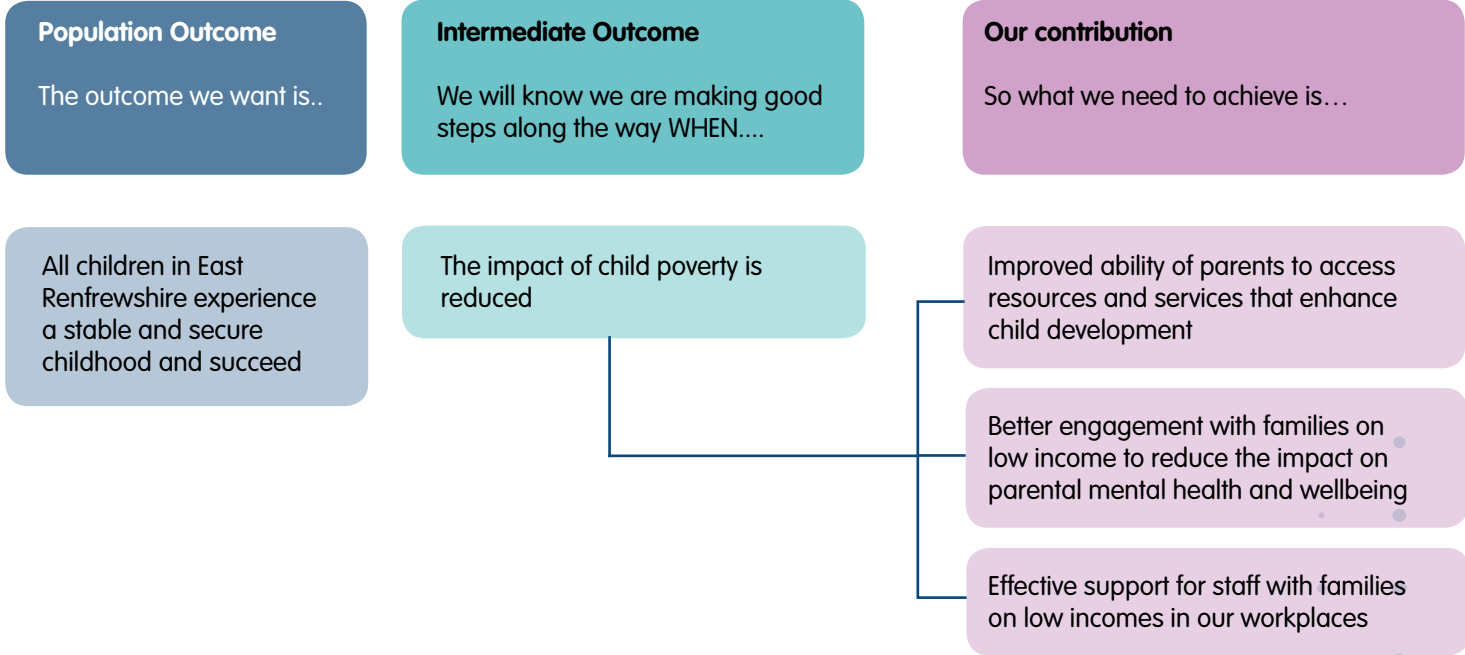 Population Outcome
The outcome we want is..
Intermediate Outcome
We will know we are making good
steps along the way WHEN....
Our contribution
So what we need to achieve is…
All children in East
Renfrewshire experience
a stable and secure
childhood and succeed
The impact of child poverty is
reduced
Improved ability of parents to access
resources and services that enhance
child development
Better engagement with families on
low income to reduce the impact on
parental mental health and wellbeing
Effective support for staff with families
on low incomes in our workplaces